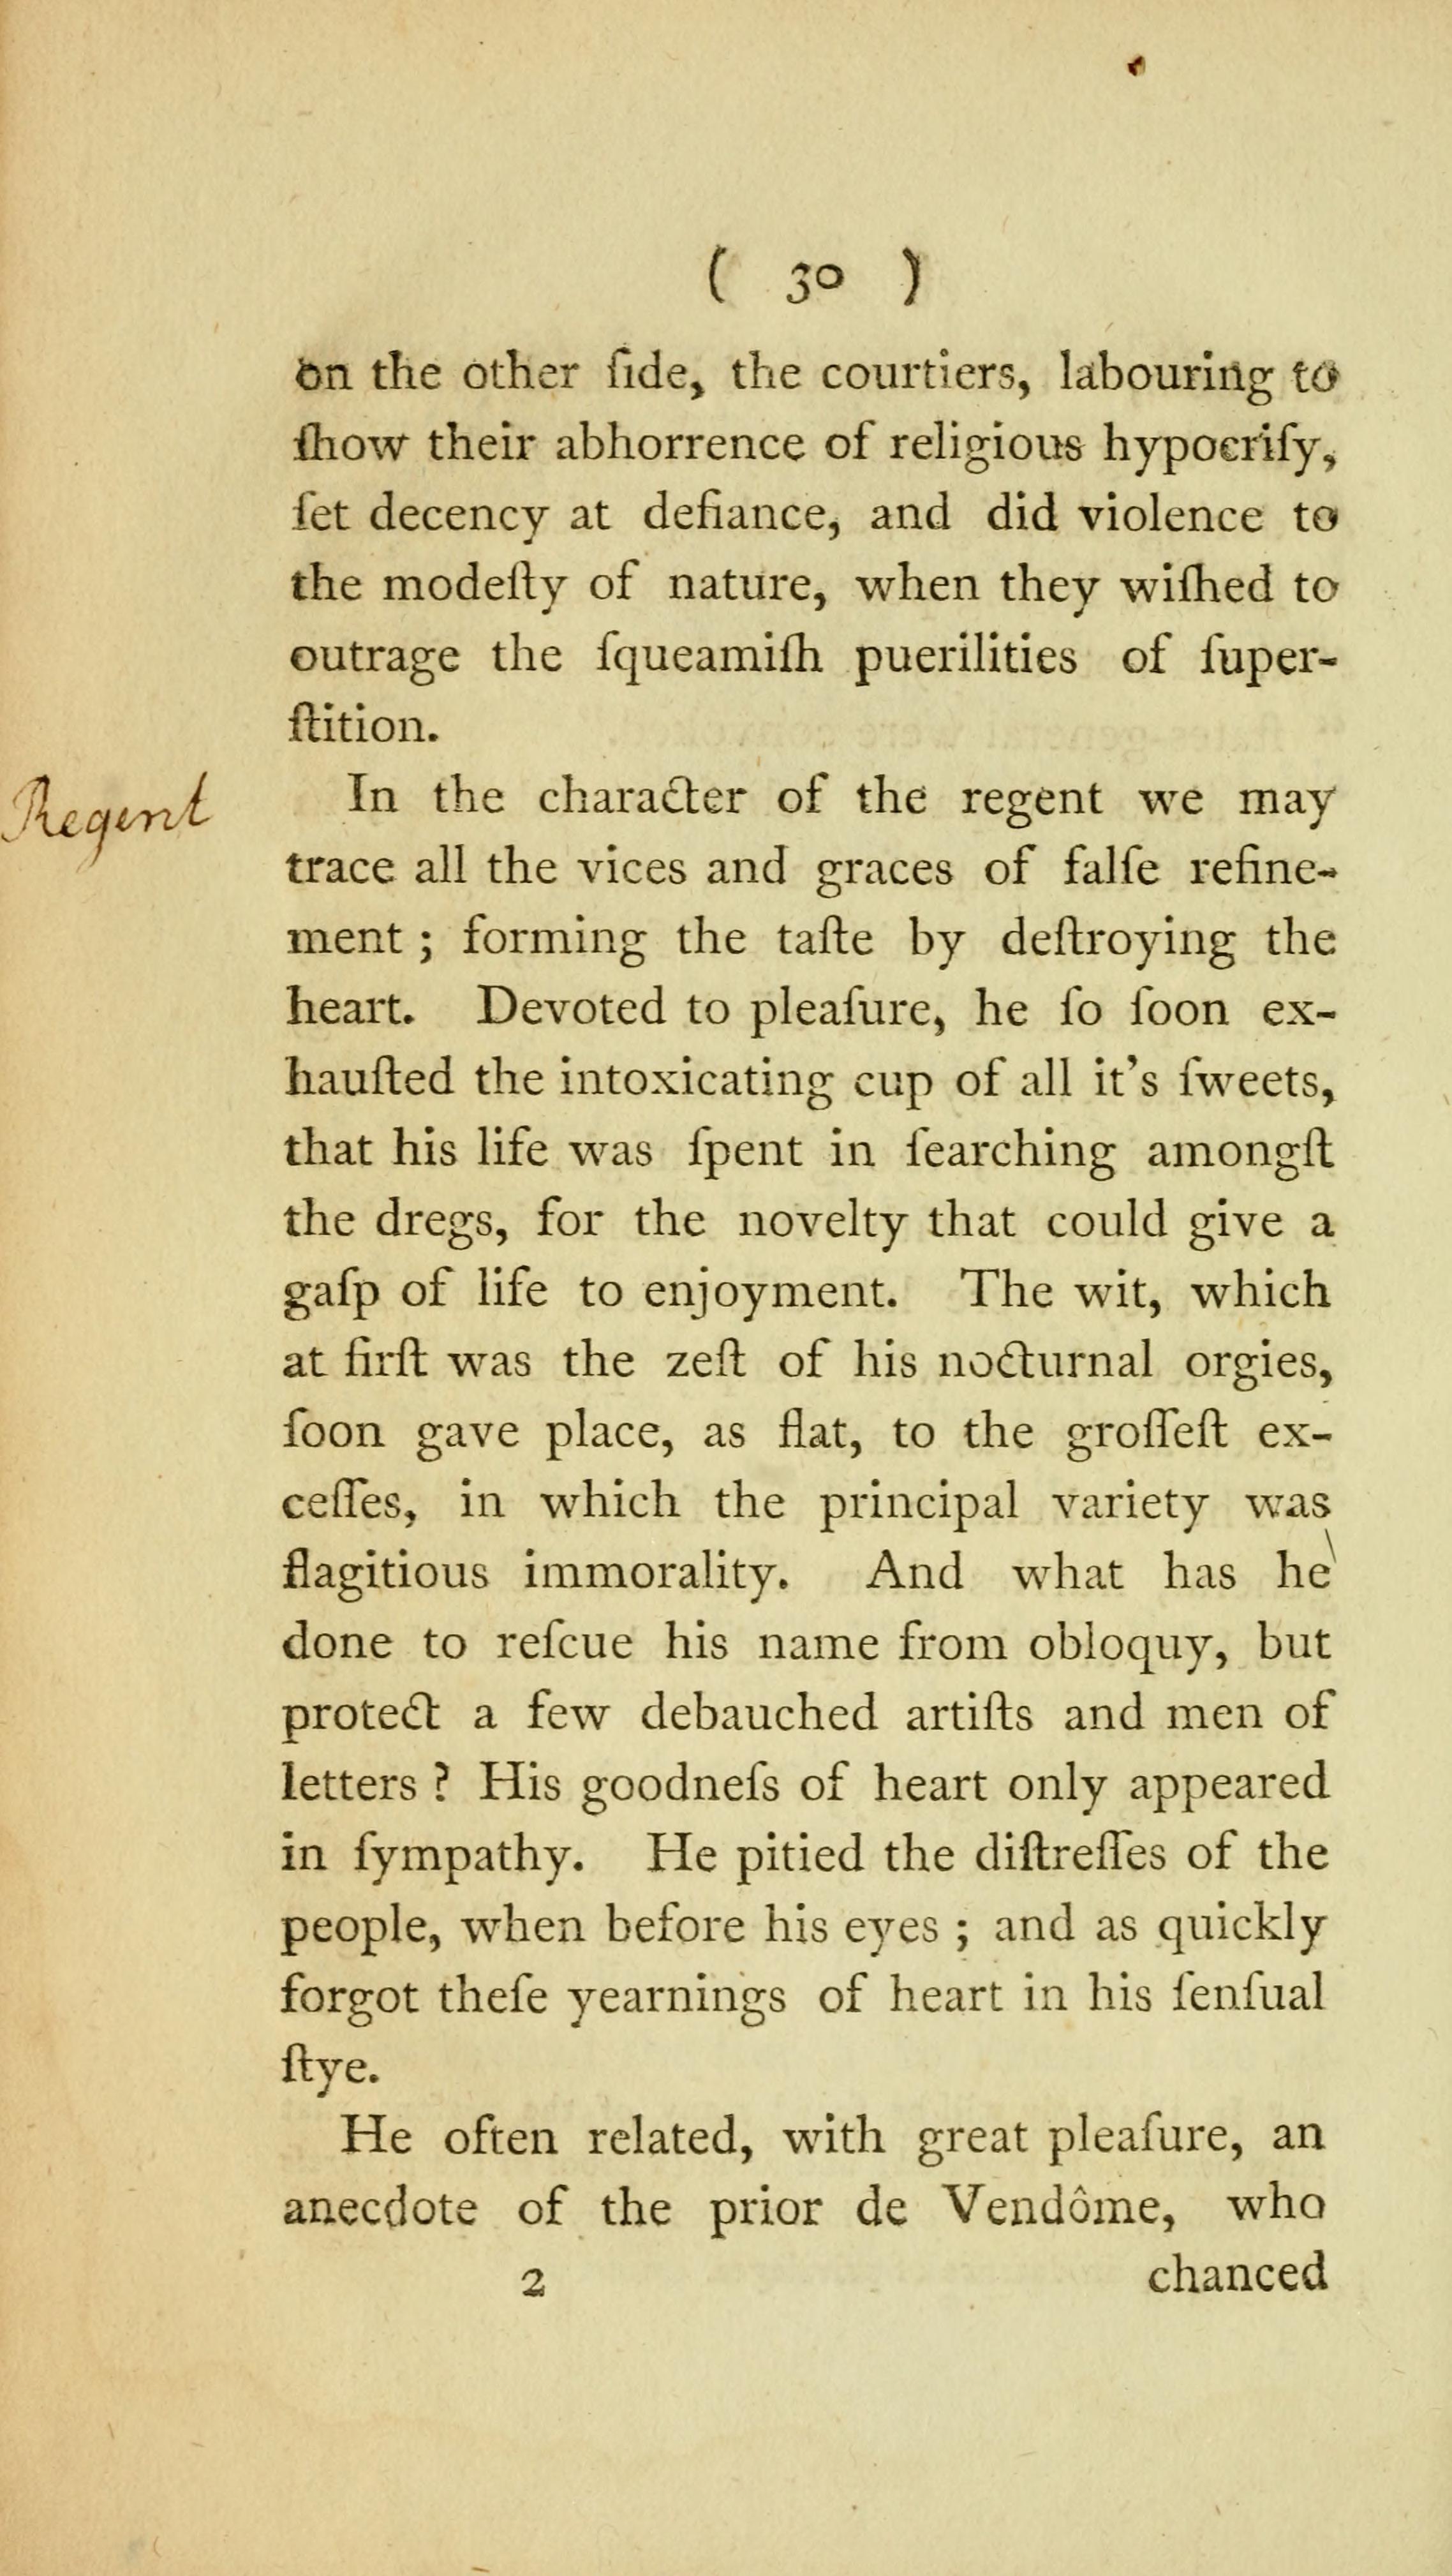 ( 30 )
on the other ſide, the courtiers, labouring to
ſhow their abhorrence of religious hypocriſy,
ſet decency at defiance, and did violence to
the modeſty of nature, when they wiſhed to
outrage the ſqueamiſh puerilities of ſuper-
ſtition.
Regent
In the character of the regent we may
trace all the vices and graces of falſe refine-
ment ; forming the taſte by deſtroying the
heart. Devoted to pleaſure, he ſo ſoon ex-
hauſted the intoxicating cup of all it's ſweets,
that his life was ſpent in ſearching amongſt
the dregs, for the novelty that could give a
gaſp of life to enjoyment. The wit, which
at firſt was the zeſt of his nocturnal orgies,
ſoon gave place, as flat, to the groſſeſt ex-
ceſſes, in which the principal variety was
flagitious immorality. And what has he
done to reſcue his name from obloquy, but
protect a few debauched artiſts and men of
letters ? His goodneſs of heart only appeared
in ſympathy. He pitied the diſtreſſes of the
people, when before his eyes ; and as quickly
forgot theſe yearnings of heart in his ſenſual
ſtye.
He often related, with great pleaſure, an
anecdote of the prior de Vendôme, who
2 chanced